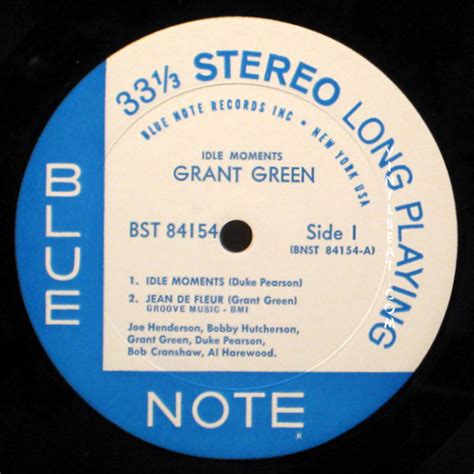 33⅓ STEREO LONG PLAYING
BLUE NOTE RECORDS INC • NEW YORK USA
IDLE MOMENTS
GRANT GREEN
BST 84154
Side 1
(BNST 84154-A)
1. IDLE MOMENTS (Duke Pearson)
2. JEAN DE FLEUR (Grant Green)
GROOVE MUSIC - BMI
Joe Henderson, Bobby Hutcherson,
Grant Green, Duke Pearson,
Bob Cranshaw, Al Harewood.
BLUE
NOTE